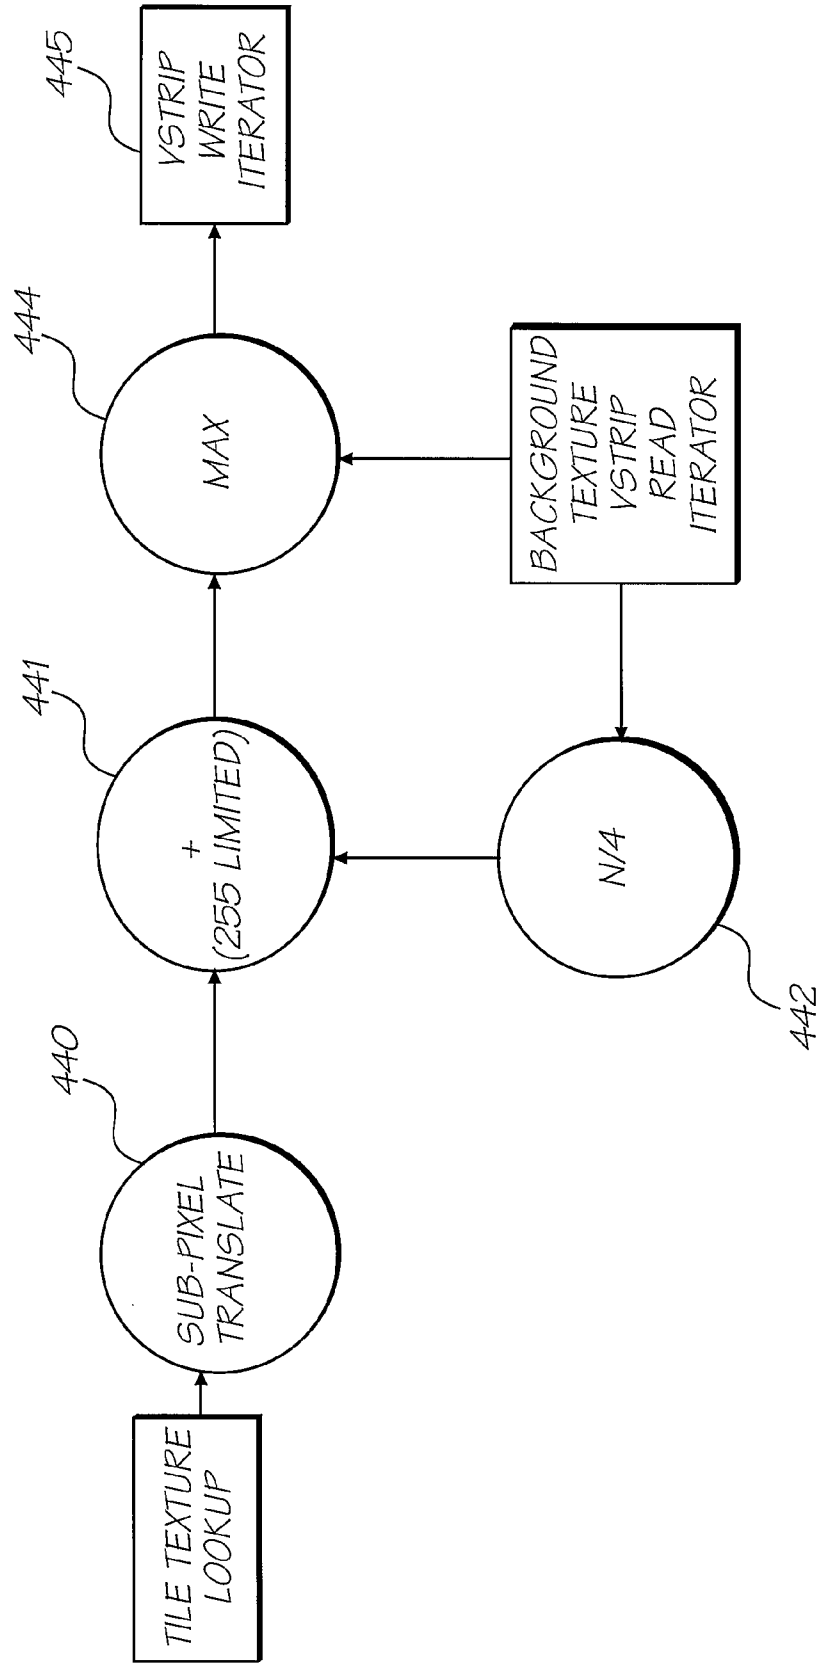 TILE TEXTURE
LOOKUP
440
SUB-PIXEL
TRANSLATE
441
+
(255 LIMITED)
444
MAX
445
VSTRIP
WRITE
ITERATOR
442
N/4
BACKGROUND
TEXTURE
VSTRIP
READ
ITERATOR